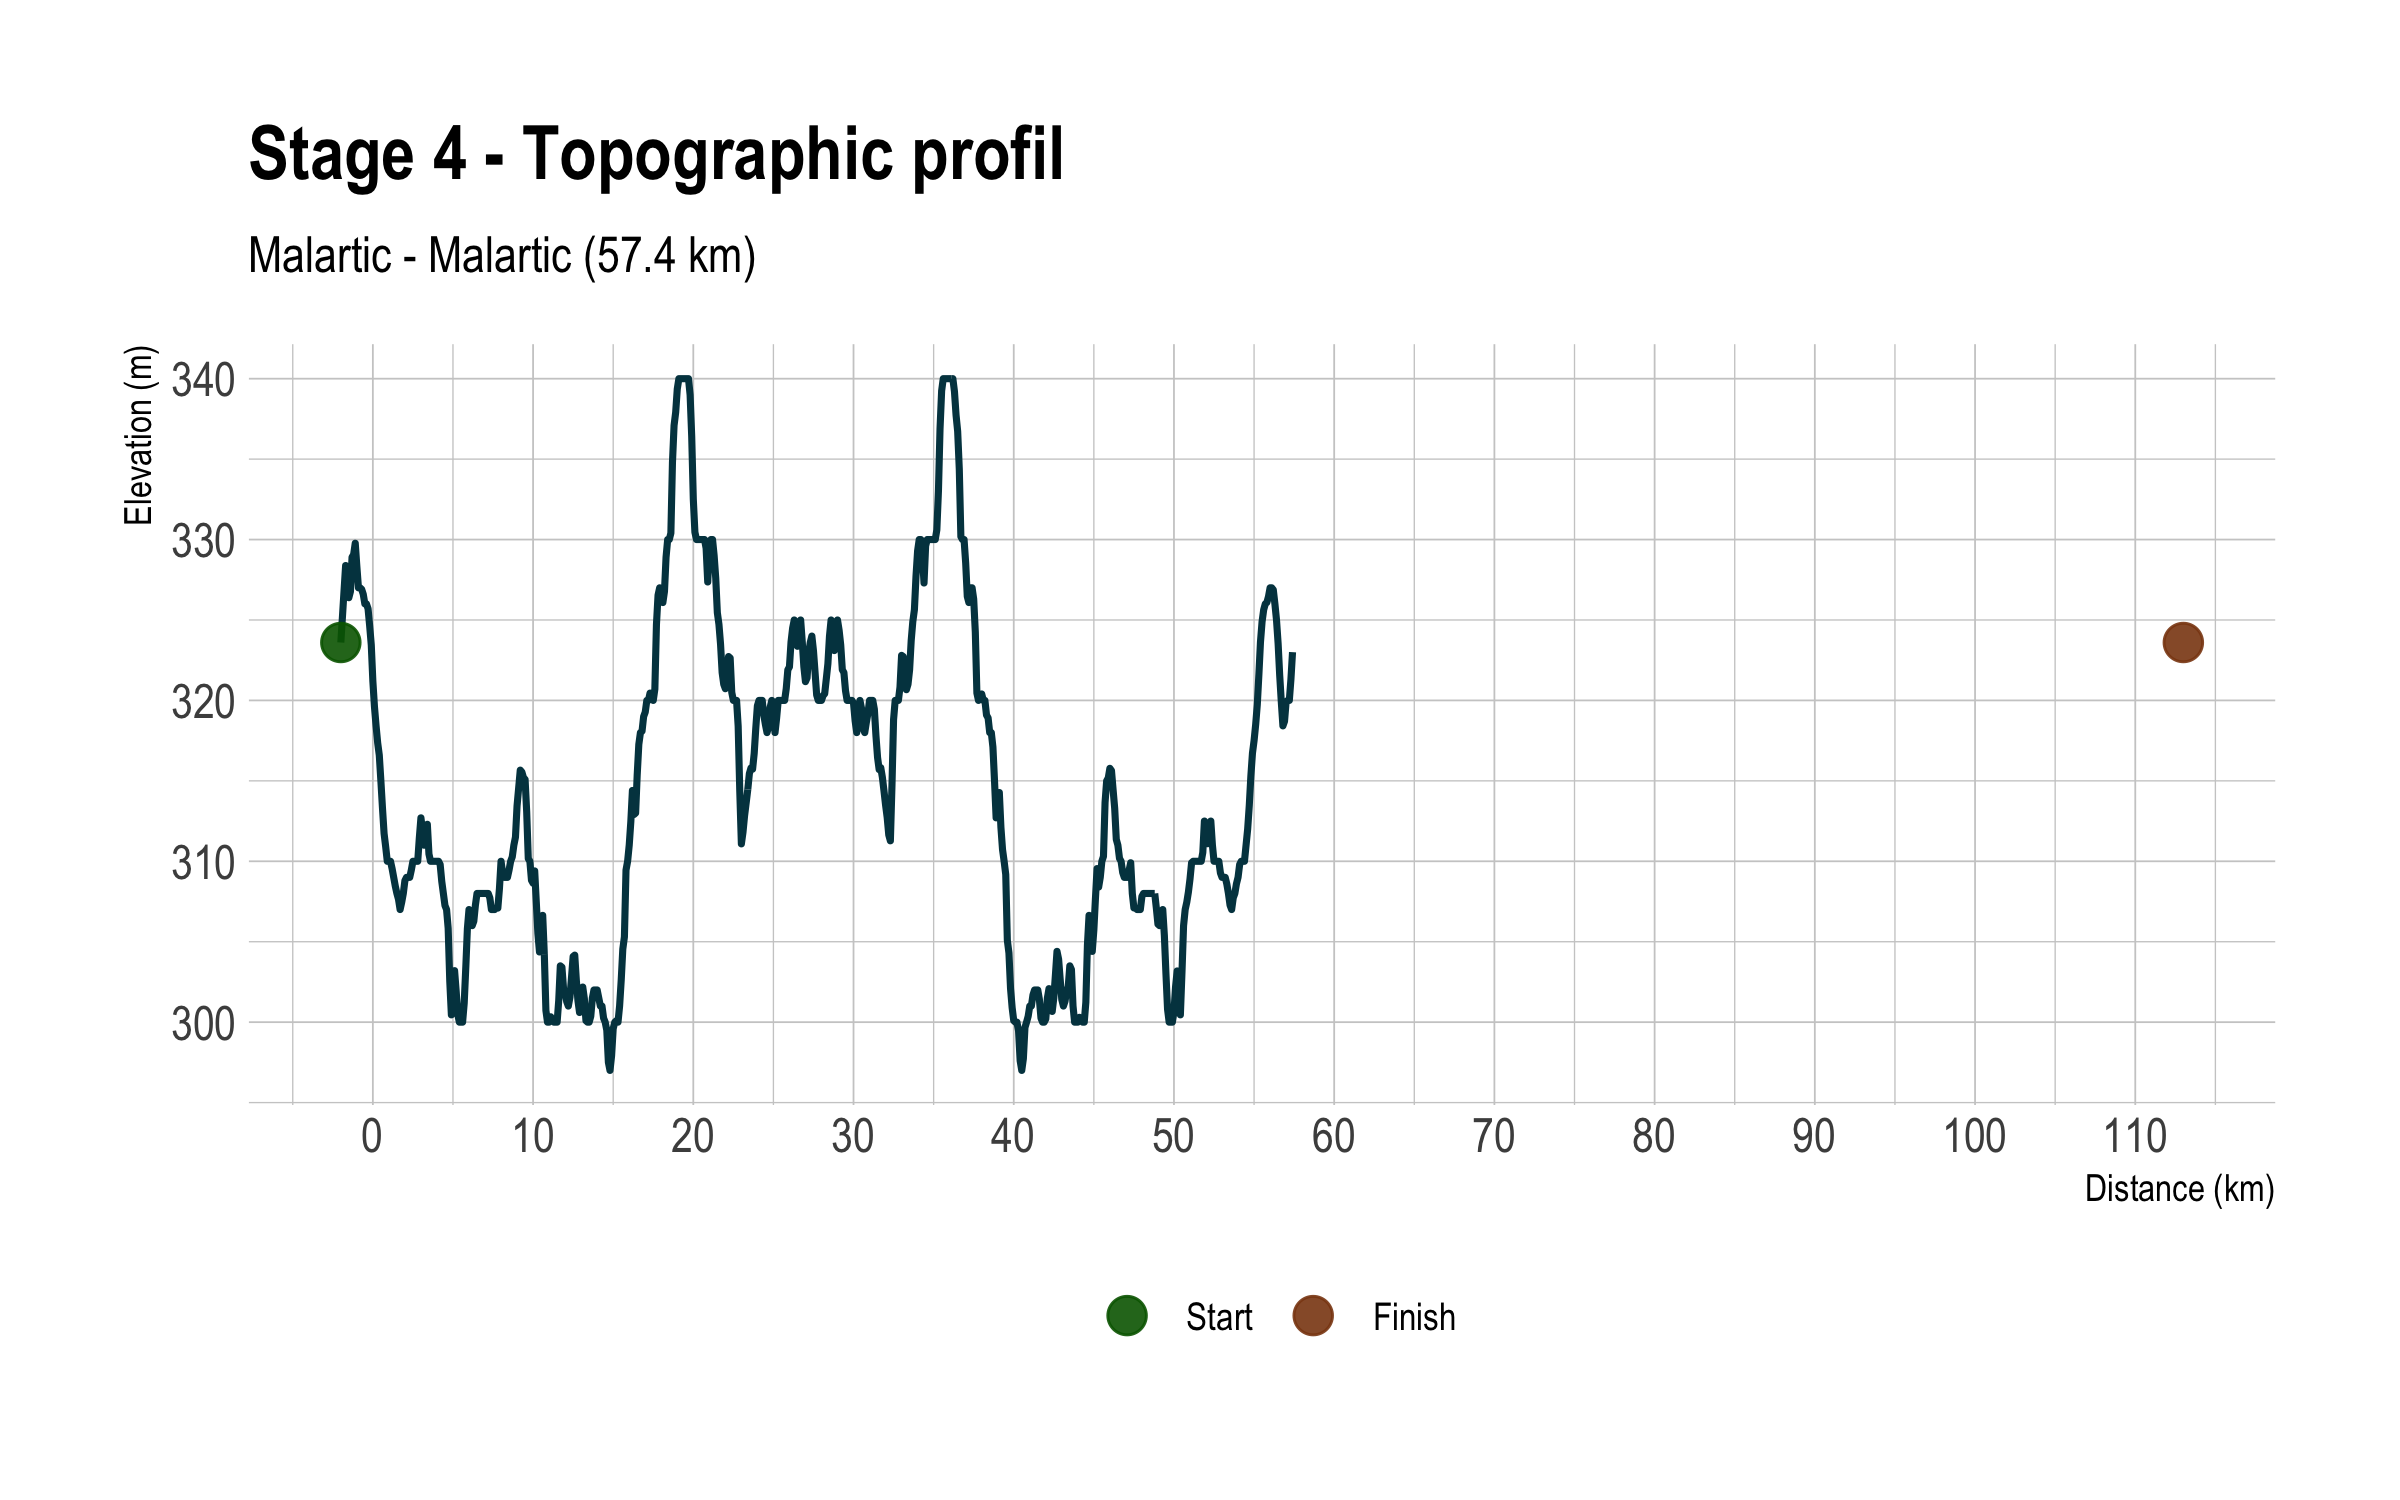 Stage 4 - Topographic profil
Malartic - Malartic (57.4 km)
Elevation (m)
340
330
320
310
300
0 10 20 30 40 50 60 70 80 90 100 110
Distance (km)
Start Finish